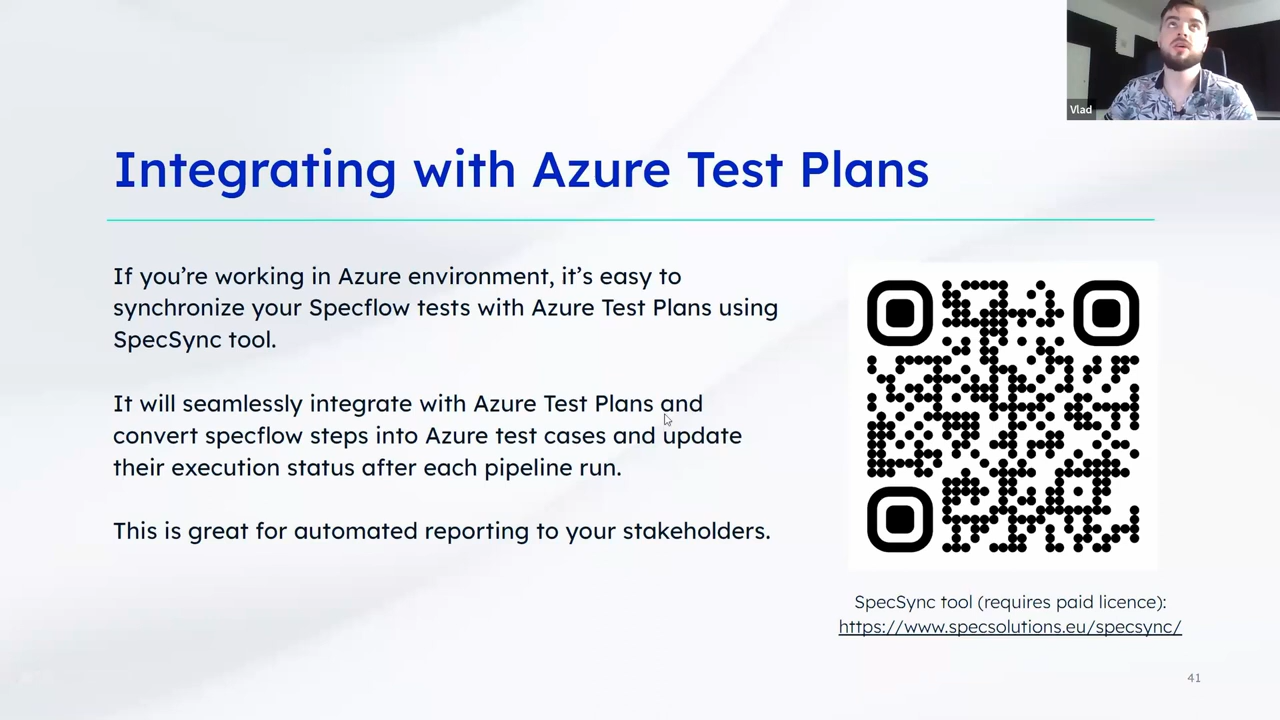 Vlad
Integrating with Azure Test Plans
If you’re working in Azure environment, it’s easy to
synchronize your Specflow tests with Azure Test Plans using
SpecSync tool.
It will seamlessly integrate with Azure Test Plans and
convert specflow steps into Azure test cases and update
their execution status after each pipeline run.
This is great for automated reporting to your stakeholders.
SpecSync tool (requires paid licence):
https://www.specsolutions.eu/specsync/
41